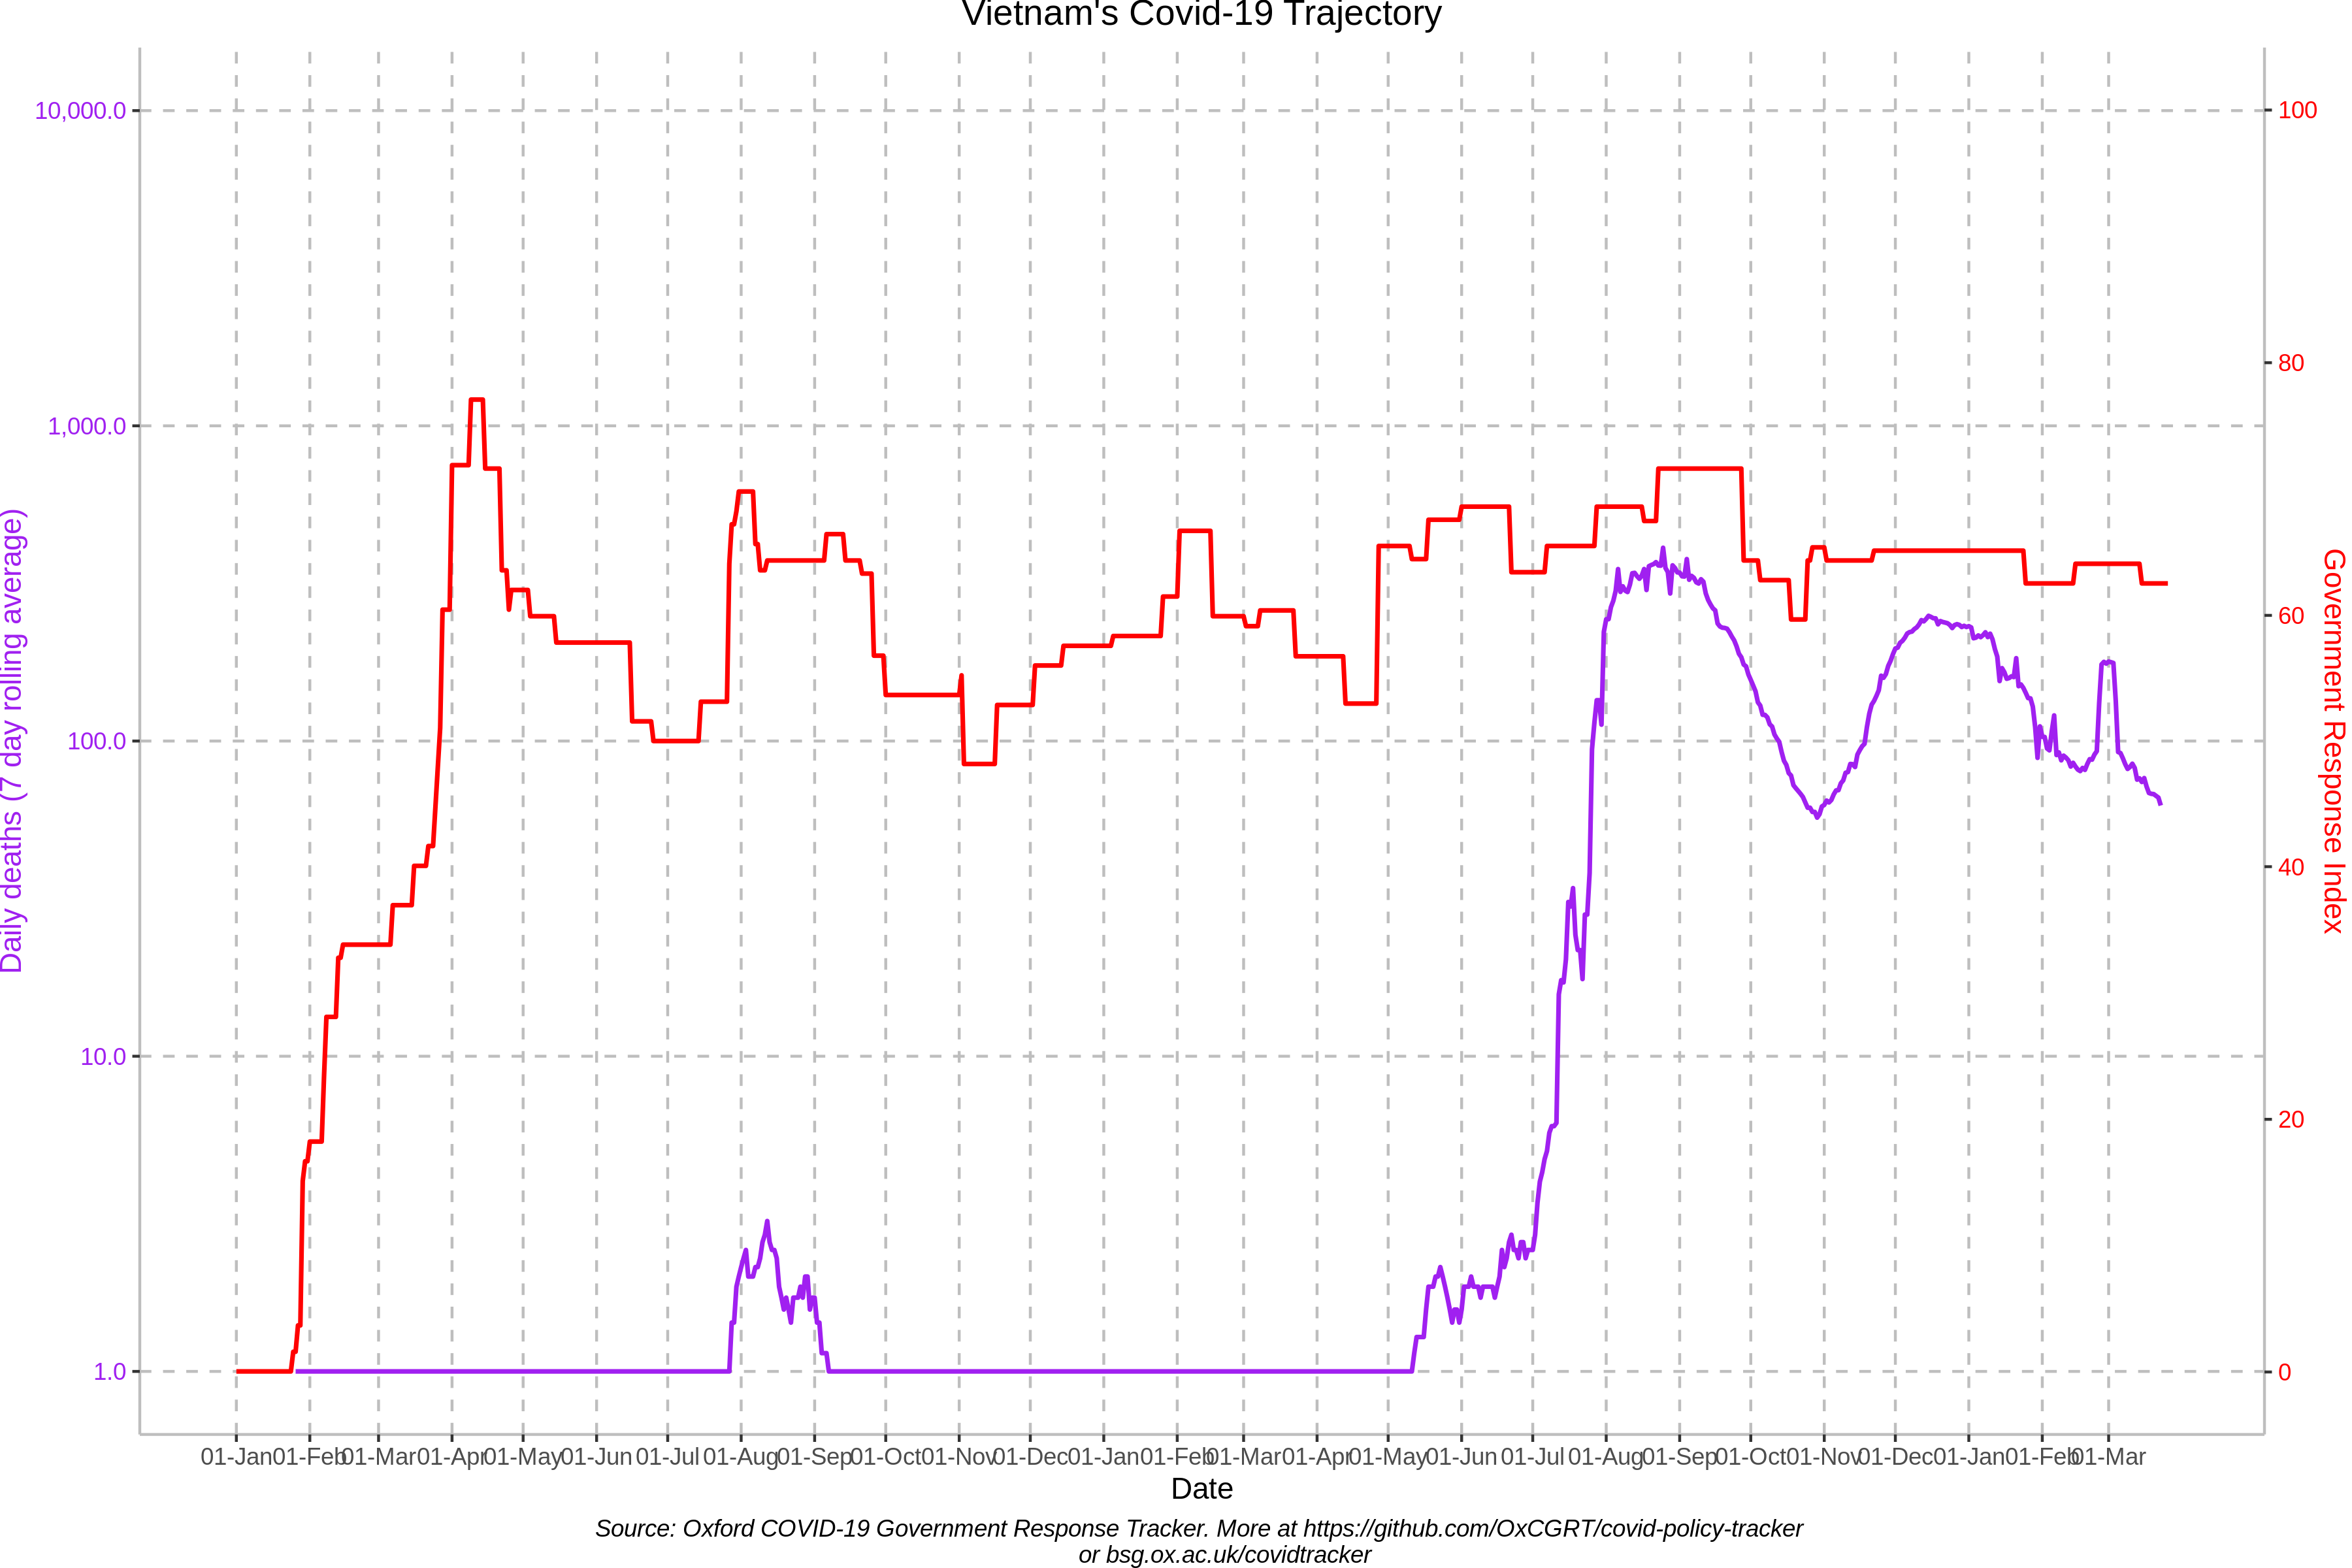 Vietnam's Covid-19 Trajectory
10,000.0
1,000.0
100.0
10.0
1.0
Daily deaths (7 day rolling average)
100
80
60
40
20
0
Government Response Index
01-Jan 01-Feb 01-Mar 01-Apr 01-May 01-Jun 01-Jul 01-Aug 01-Sep 01-Oct 01-Nov 01-Dec 01-Jan 01-Feb 01-Mar 01-Apr 01-May 01-Jun 01-Jul 01-Aug 01-Sep 01-Oct 01-Nov 01-Dec 01-Jan 01-Feb 01-Mar
Date
Source: Oxford COVID-19 Government Response Tracker. More at https://github.com/OxCGRT/covid-policy-tracker
or bsg.ox.ac.uk/covidtracker